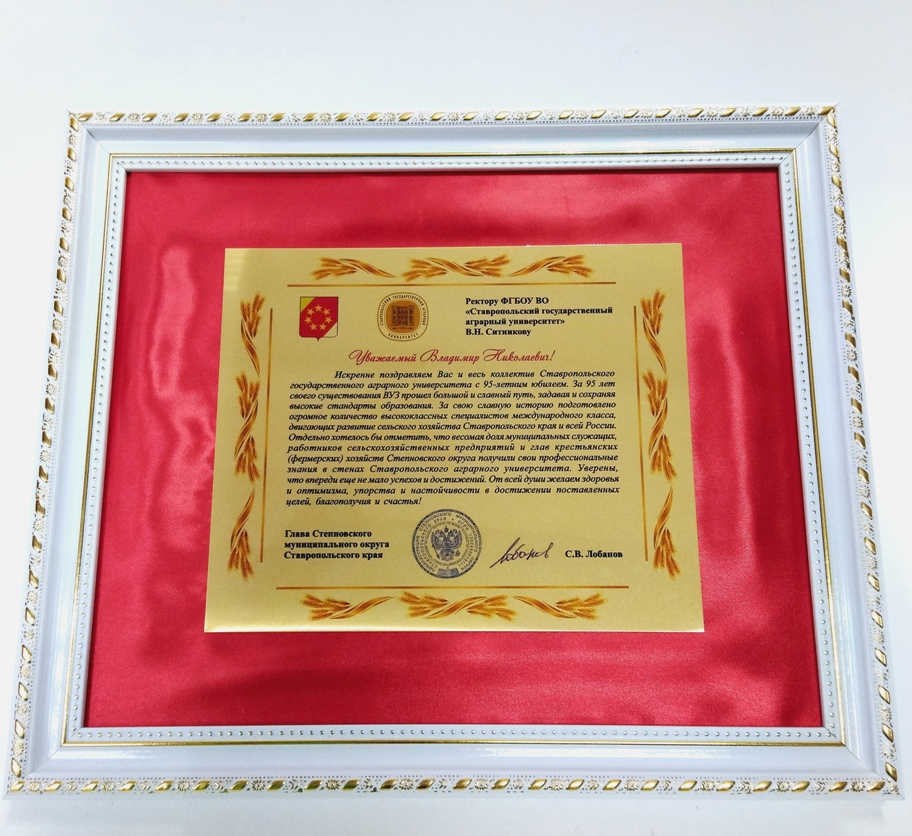 Ректору ФГБОУ ВО
«Ставропольский государственный
аграрный университет»
В.Н. Ситникову
Уважаемый Владимир Николаевич!
Искренне поздравляем Вас и весь коллектив Ставропольского
государственного аграрного университета с 95-летним юбилеем. За 95 лет
своего существования ВУЗ прошел большой и славный путь, задавая и сохраняя
высокие стандарты образования. За свою славную историю подготовлено
огромное количество высококлассных специалистов международного класса,
двигающих развитие сельского хозяйства Ставропольского края и всей России.
Отдельно хотелось бы отметить, что весомая доля муниципальных служащих,
работников сельскохозяйственных предприятий и глав крестьянских
(фермерских) хозяйств Степновского округа получили свои профессиональные
знания в стенах Ставропольского аграрного университета. Уверены,
что впереди еще не мало успехов и достижений. От всей души желаем здоровья
и оптимизма, упорства и настойчивости в достижении поставленных
целей, благополучия и счастья!
Глава Степновского
муниципального округа
Ставропольского края
С.В. Лобанов